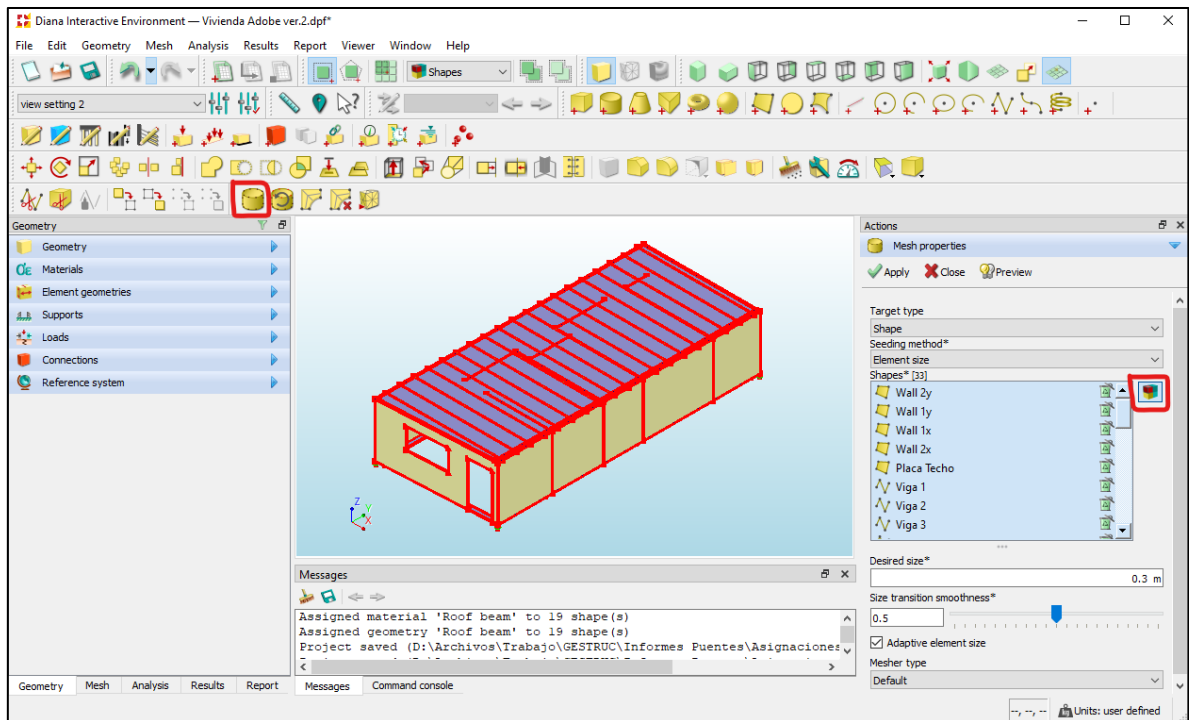 Diana Interactive Environment — Vivienda Adobe ver.2.dpf*
File Edit Geometry Mesh Analysis Results Report Viewer Window Help
Shapes
view setting 2
Geometry
Geometry
Materials
Element geometries
Supports
Loads
Connections
Reference system
Z
Y
X
Messages
Assigned material 'Roof beam' to 19 shape(s)
Assigned geometry 'Roof beam' to 19 shape(s)
Project saved (D:\Archivos\Trabajo\GESTRUC\Informes Puentes\Asignaciones
Geometry Mesh Analysis Results Report
Messages Command console
Actions
Mesh properties
Apply Close Preview
Target type
Shape
Seeding method*
Element size
Shapes* [33]
Wall 2y
Wall 1y
Wall 1x
Wall 2x
Placa Techo
Viga 1
Viga 2
Viga 3
Desired size*
0.3 m
Size transition smoothness*
0.5
Adaptive element size
Mesher type
Default
--, --, -- Units: user defined